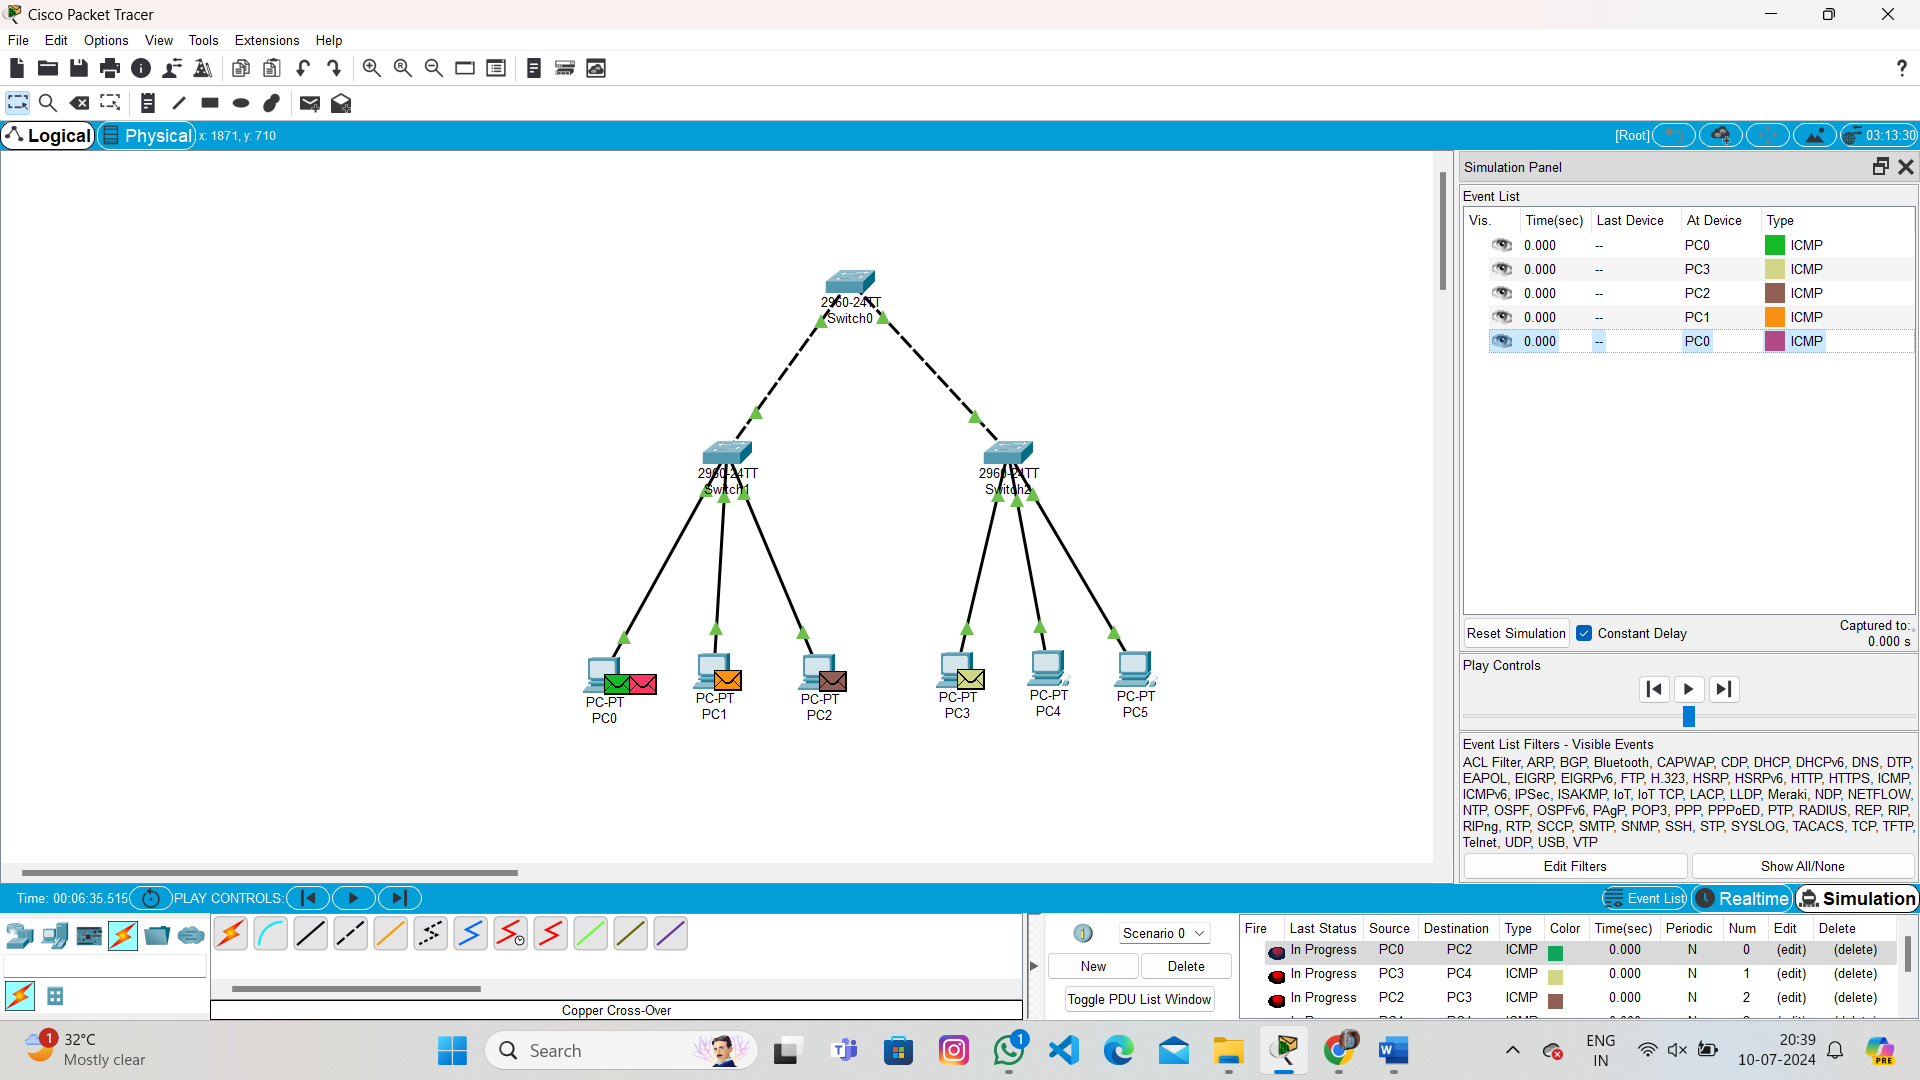 Cisco Packet Tracer
File Edit Options View Tools Extensions Help
Logical Physical x: 1871, y: 710 [Root] 03:13:30
Simulation Panel
Event List
Vis. Time(sec) Last Device At Device Type
0.000 -- PC0 ICMP
0.000 -- PC3 ICMP
0.000 -- PC2 ICMP
0.000 -- PC1 ICMP
0.000 -- PC0 ICMP
2960-24TT
Switch0
2960-24TT
Switch1
2960-24TT
Switch2
PC-PT
PC0
PC-PT
PC1
PC-PT
PC2
PC-PT
PC3
PC-PT
PC4
PC-PT
PC5
Reset Simulation Constant Delay Captured to:
0.000 s
Play Controls
Event List Filters - Visible Events
ACL Filter, ARP, BGP, Bluetooth, CAPWAP, CDP, DHCP, DHCPv6, DNS, DTP,
EAPOL, EIGRP, EIGRPv6, FTP, H.323, HSRP, HSRPv6, HTTP, HTTPS, ICMP,
ICMPv6, IPSec, ISAKMP, IoT, IoT TCP, LACP, LLDP, Meraki, NDP, NETFLOW,
NTP, OSPF, OSPFv6, PAgP, POP3, PPP, PPPoED, PTP, RADIUS, REP, RIP,
RIPng, RTP, SCCP, SMTP, SNMP, SSH, STP, SYSLOG, TACACS, TCP, TFTP,
Telnet, UDP, USB, VTP
Edit Filters Show All/None
Time: 00:06:35.515 PLAY CONTROLS: Event List Realtime Simulation
Copper Cross-Over
Scenario 0
New Delete
Toggle PDU List Window
Fire Last Status Source Destination Type Color Time(sec) Periodic Num Edit Delete
In Progress PC0 PC2 ICMP 0.000 N 0 (edit) (delete)
In Progress PC3 PC4 ICMP 0.000 N 1 (edit) (delete)
In Progress PC2 PC3 ICMP 0.000 N 2 (edit) (delete)
1 32°C
Mostly clear
Search
1
ENG
IN
20:39
10-07-2024
PRE